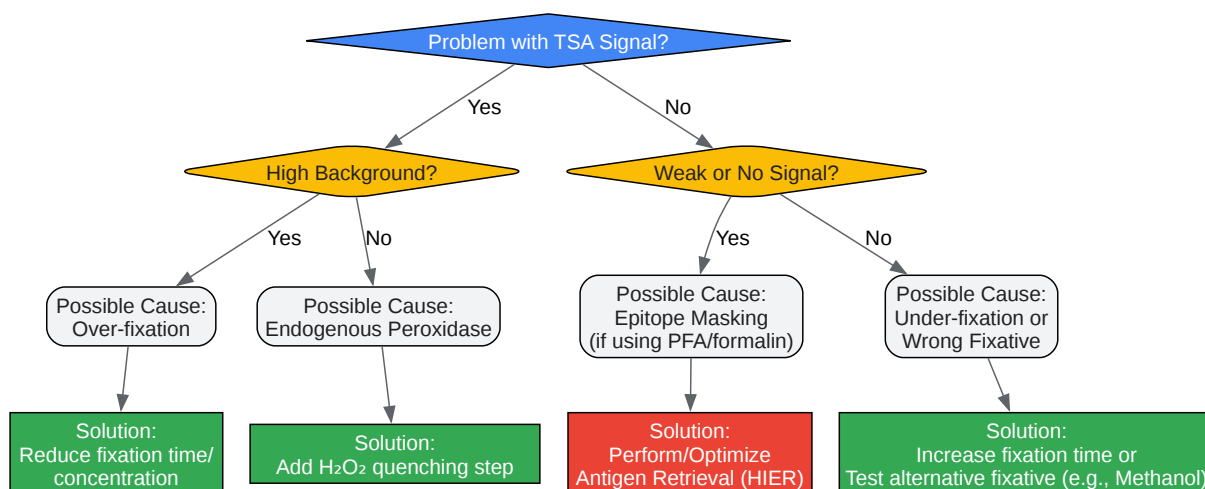 Problem with TSA Signal?
Yes
No
High Background?
Weak or No Signal?
Yes
No
Yes
No
Possible Cause:
Over-fixation
Possible Cause:
Endogenous Peroxidase
Possible Cause:
Epitope Masking
(if using PFA/formalin)
Possible Cause:
Under-fixation or
Wrong Fixative
Solution:
Reduce fixation time/
concentration
Solution:
Add H₂O₂ quenching step
Solution:
Perform/Optimize
Antigen Retrieval (HIER)
Solution:
Increase fixation time or
Test alternative fixative (e.g., Methanol)